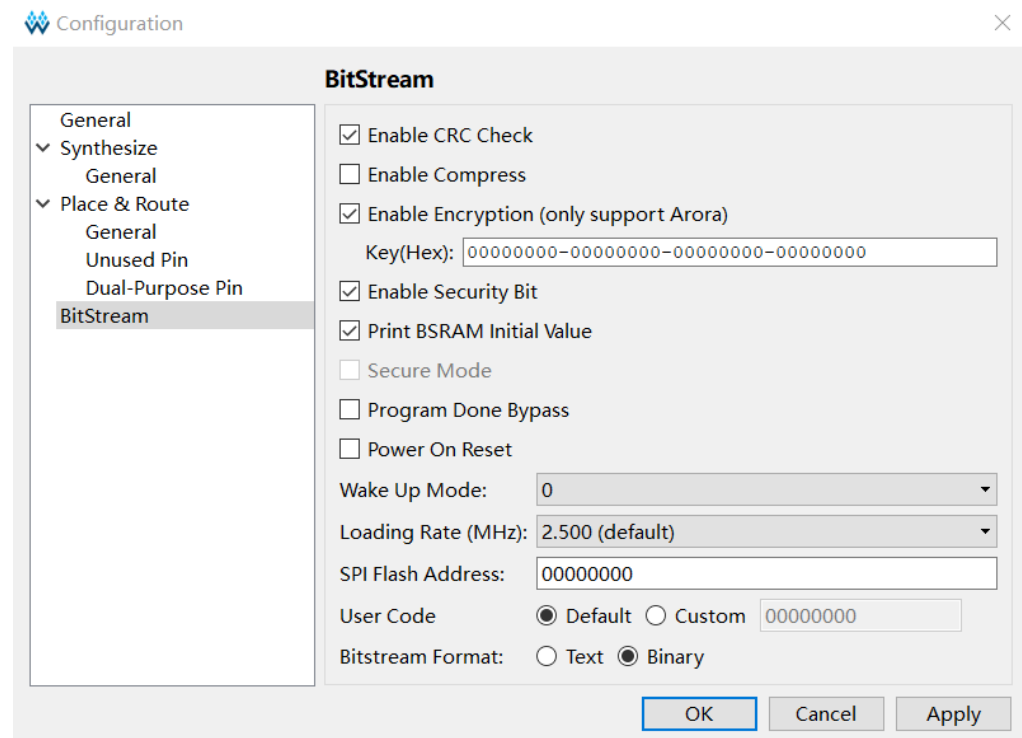 Configuration
BitStream
General
Synthesize
General
Place & Route
General
Unused Pin
Dual-Purpose Pin
BitStream
Enable CRC Check
Enable Compress
Enable Encryption (only support Arora)
Key(Hex): 00000000-00000000-00000000-00000000
Enable Security Bit
Print BSRAM Initial Value
Secure Mode
Program Done Bypass
Power On Reset
Wake Up Mode: 0
Loading Rate (MHz): 2.500 (default)
SPI Flash Address: 00000000
User Code Default Custom 00000000
Bitstream Format: Text Binary
OK Cancel Apply